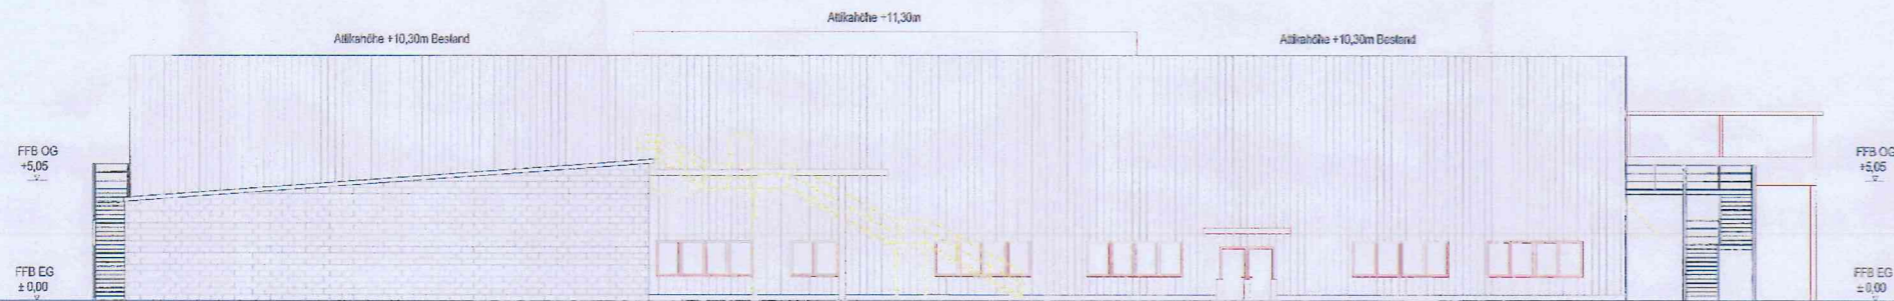 Attikahöhe +11,30m
Attikahöhe +10,30m Bestand
Attikahöhe +10,30m Bestand
FFB OG
+5,05
FFB OG
+5,05
FFB EG
± 0,00
FFB EG
± 0,00